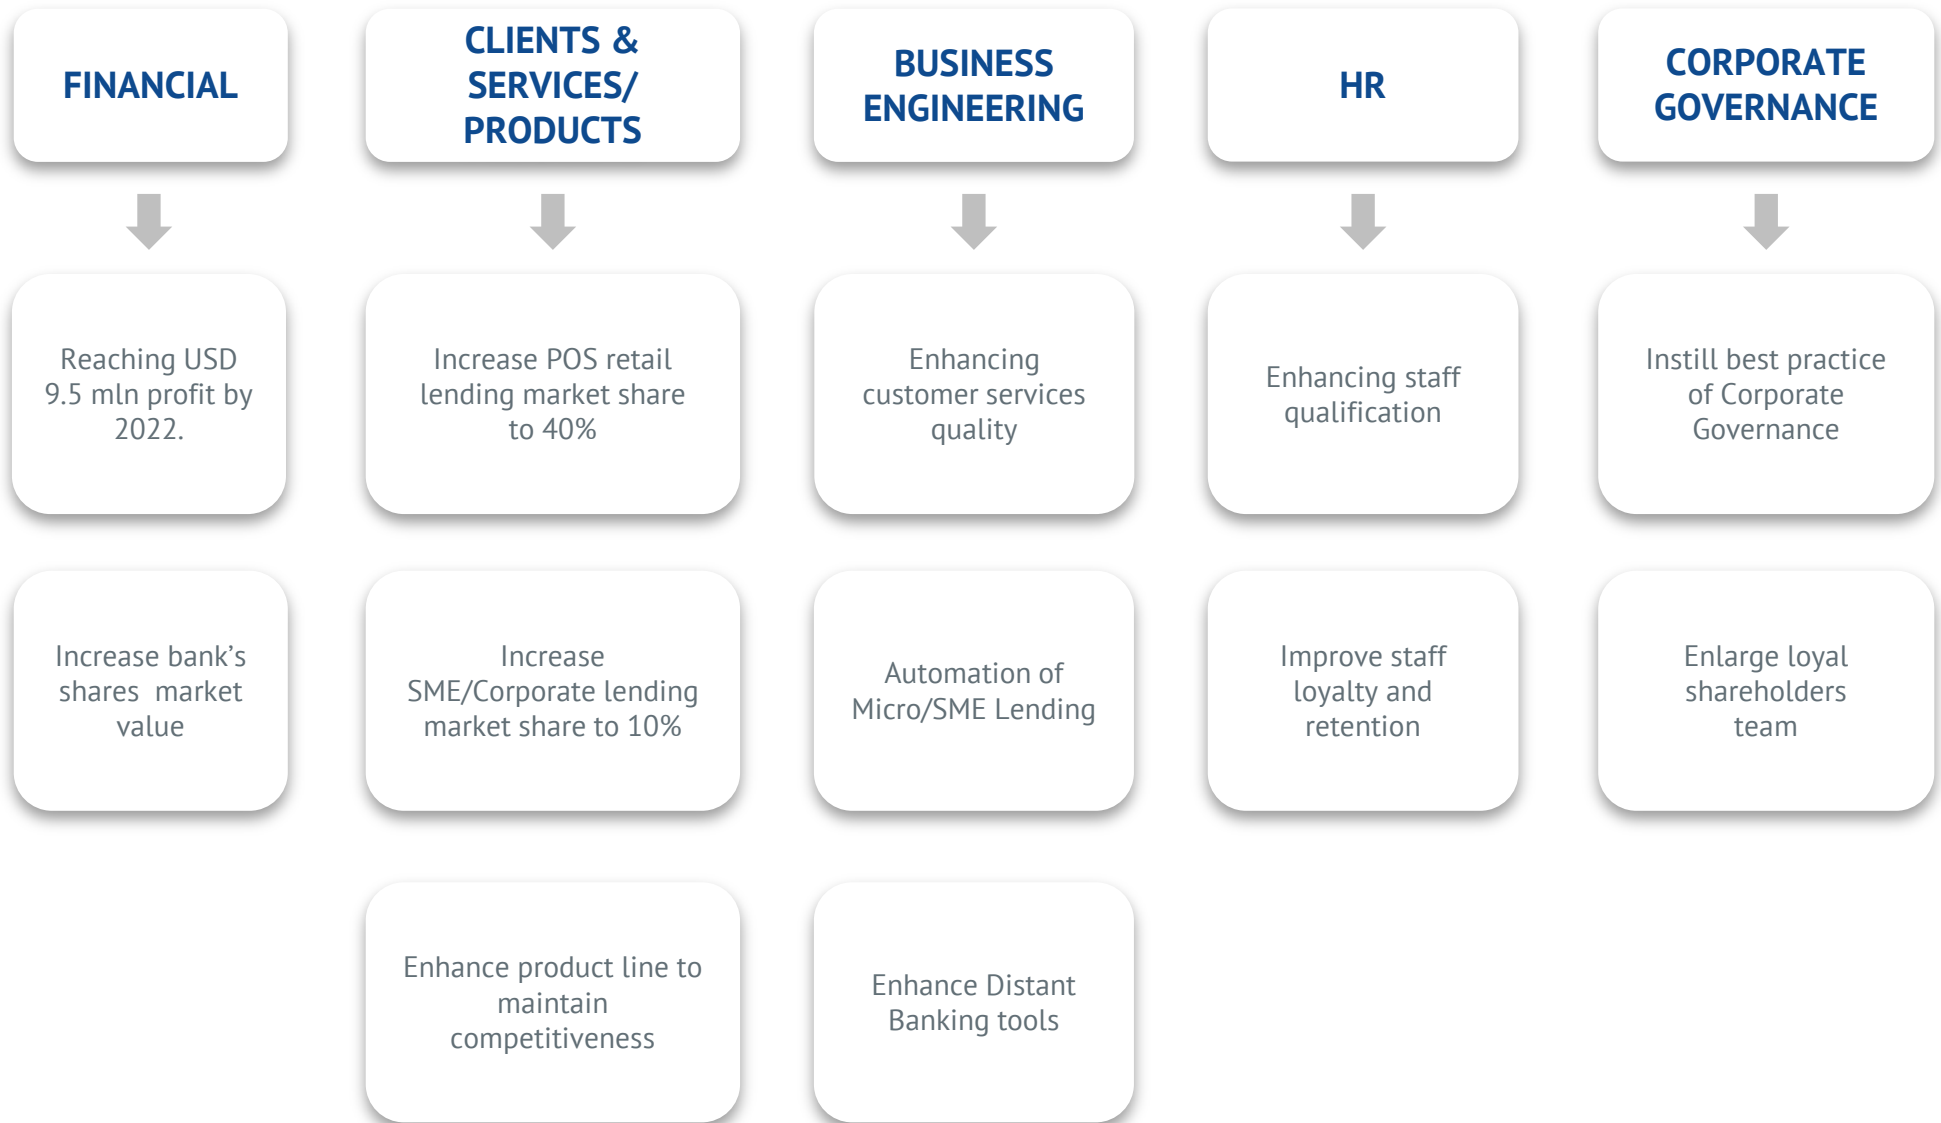 FINANCIAL
CLIENTS &
SERVICES/
PRODUCTS
BUSINESS
ENGINEERING
HR
CORPORATE
GOVERNANCE
Reaching USD
9.5 mln profit by
2022.
Increase POS retail
lending market share
to 40%
Enhancing
customer services
quality
Enhancing staff
qualification
Instill best practice
of Corporate
Governance
Increase bank’s
shares  market
value
Increase
SME/Corporate lending
market share to 10%
Automation of
Micro/SME Lending
Improve staff
loyalty and
retention
Enlarge loyal
shareholders
team
Enhance product line to
maintain
competitiveness
Enhance Distant
Banking tools